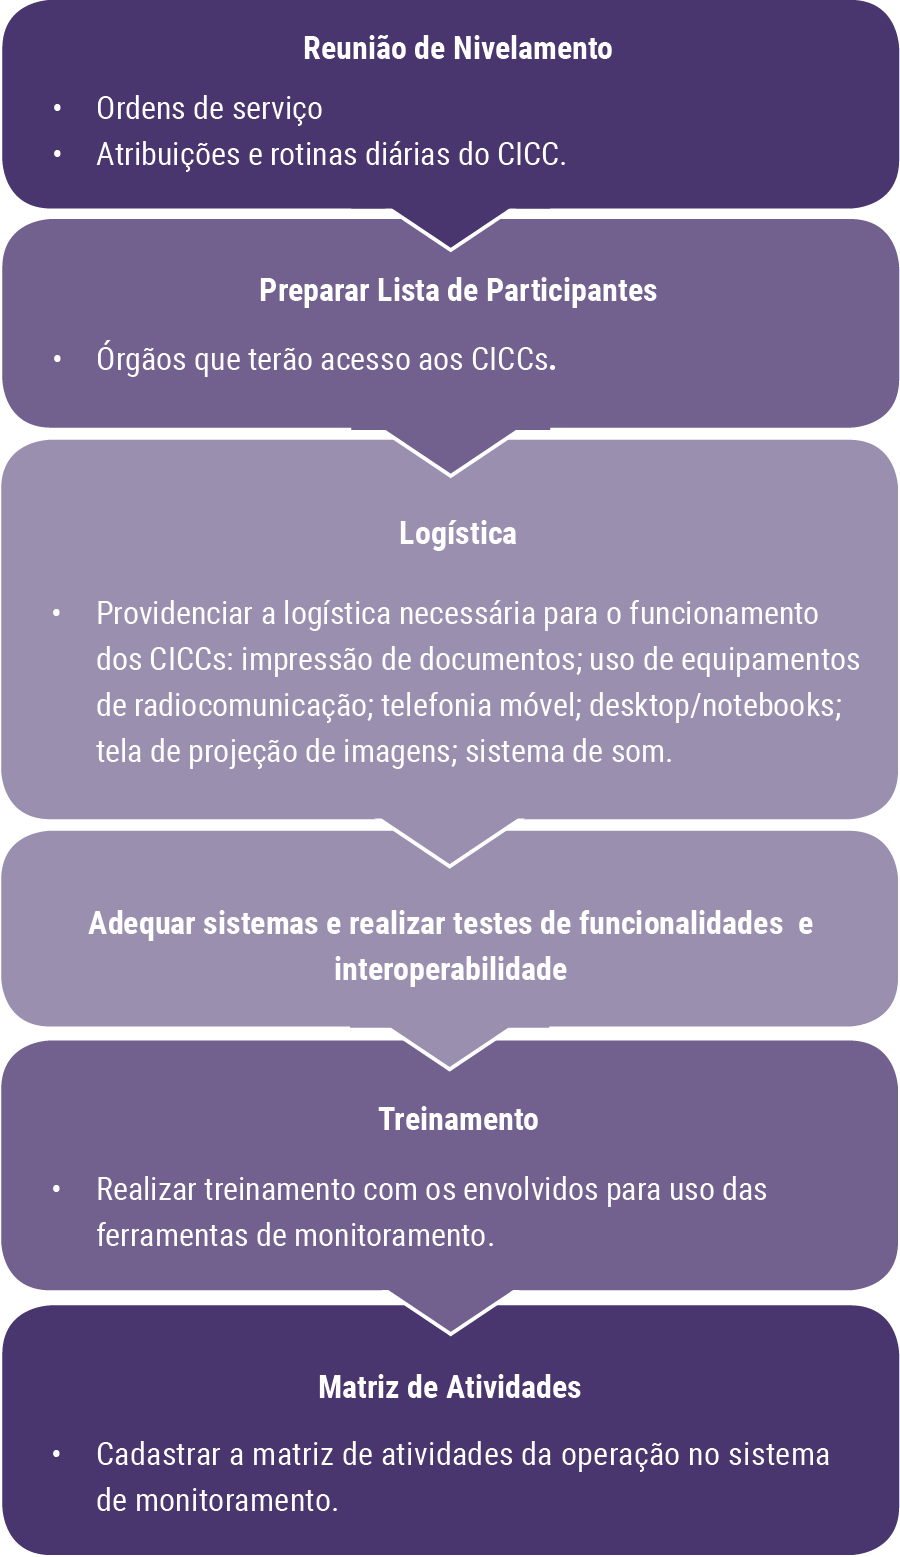 Reunião de Nivelamento
• Ordens de serviço
• Atribuições e rotinas diárias do CICC.
Preparar Lista de Participantes
• Órgãos que terão acesso aos CICCs.
Logística
• Providenciar a logística necessária para o funcionamento
dos CICCs: impressão de documentos; uso de equipamentos
de radiocomunicação; telefonia móvel; desktop/notebooks;
tela de projeção de imagens; sistema de som.
Adequar sistemas e realizar testes de funcionalidades e
interoperabilidade
Treinamento
• Realizar treinamento com os envolvidos para uso das
ferramentas de monitoramento.
Matriz de Atividades
• Cadastrar a matriz de atividades da operação no sistema
de monitoramento.